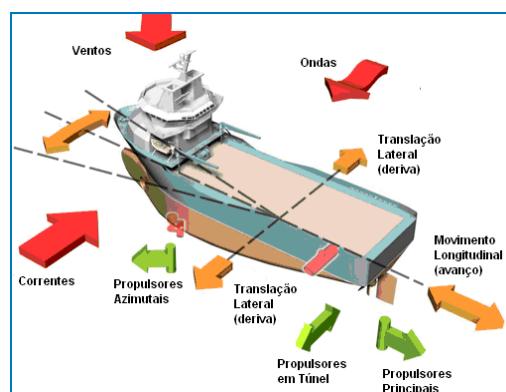 Ventos
Ondas
Translação
Lateral
(deriva)
Movimento
Longitudinal
(avanço)
Correntes
Propulsores
Azimutais
Translação
Lateral
(deriva)
Propulsores
em Túnel
Propulsores
Principais